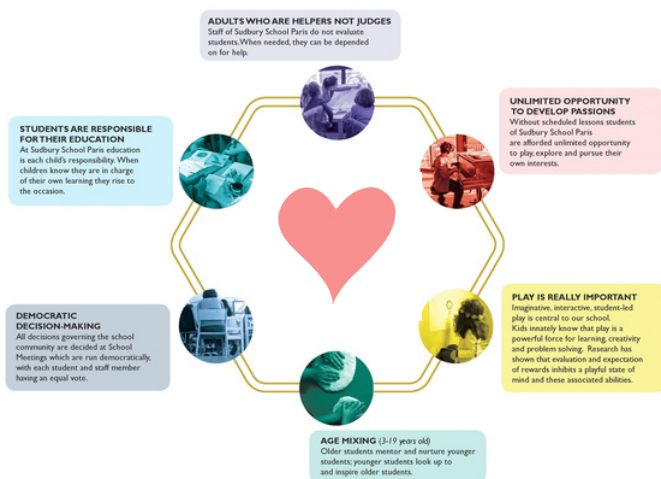 ADULTS WHO ARE HELPERS NOT JUDGES
Staff of Sudbury School Paris do not evaluate
students. When needed, they can be depended
on for help.
UNLIMITED OPPORTUNITY
TO DEVELOP PASSIONS
Without scheduled lessons students
of Sudbury School Paris
are afforded unlimited opportunity
to play, explore and pursue their
own interests.
STUDENTS ARE RESPONSIBLE
FOR THEIR EDUCATION
At Sudbury School Paris education
is each child's responsibility. When
children know they are in charge
of their own learning they rise to
the occasion.
PLAY IS REALLY IMPORTANT
Imaginative, interactive, student-led
play is central to our school.
Kids innately know that play is a
powerful force for learning, creativity
and problem solving. Research has
shown that evaluation and expectation
of rewards inhibits a playful state of
mind and these associated abilities.
DEMOCRATIC
DECISION-MAKING
All decisions governing the school
community are decided at School
Meetings which are run democratically,
with each student and staff member
having an equal vote.
AGE MIXING (3-19 years old)
Older students mentor and nurture younger
students; younger students look up to
and inspire older students.